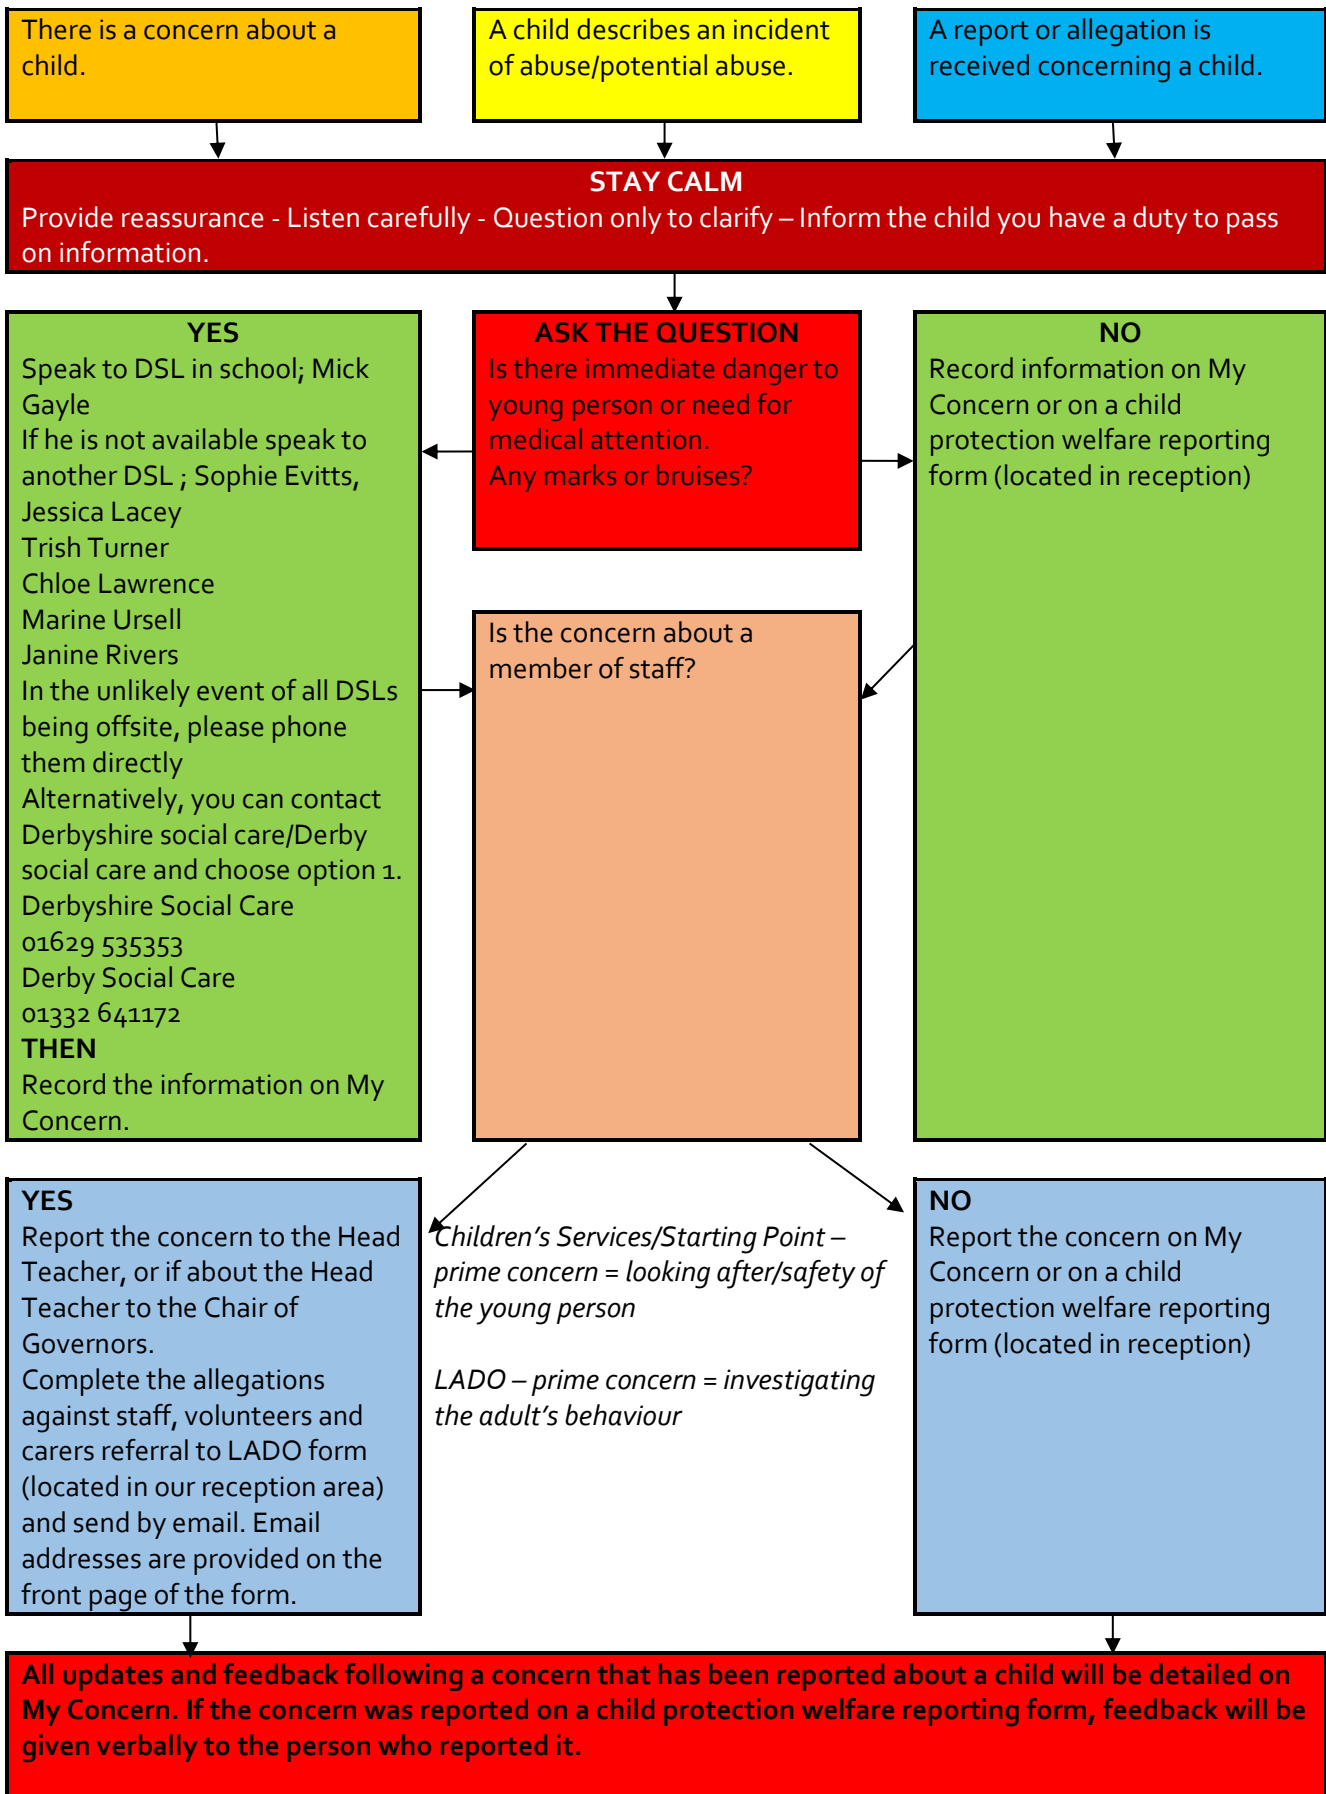 There is a concern about a
child.
A child describes an incident
of abuse/potential abuse.
A report or allegation is
received concerning a child.
STAY CALM
Provide reassurance - Listen carefully - Question only to clarify – Inform the child you have a duty to pass
on information.
YES
Speak to DSL in school; Mick
Gayle
If he is not available speak to
another DSL ; Sophie Evitts,
Jessica Lacey
Trish Turner
Chloe Lawrence
Marine Ursell
Janine Rivers
In the unlikely event of all DSLs
being offsite, please phone
them directly
Alternatively, you can contact
Derbyshire social care/Derby
social care and choose option 1.
Derbyshire Social Care
01629 535353
Derby Social Care
01332 641172
THEN
Record the information on My
Concern.
ASK THE QUESTION
Is there immediate danger to
young person or need for
medical attention.
Any marks or bruises?
NO
Record information on My
Concern or on a child
protection welfare reporting
form (located in reception)
Is the concern about a
member of staff?
YES
Report the concern to the Head
Teacher, or if about the Head
Teacher to the Chair of
Governors.
Complete the allegations
against staff, volunteers and
carers referral to LADO form
(located in our reception area)
and send by email. Email
addresses are provided on the
front page of the form.
Children's Services/Starting Point –
prime concern = looking after/safety of
the young person
LADO – prime concern = investigating
the adult's behaviour
NO
Report the concern on My
Concern or on a child
protection welfare reporting
form (located in reception)
All updates and feedback following a concern that has been reported about a child will be detailed on
My Concern. If the concern was reported on a child protection welfare reporting form, feedback will be
given verbally to the person who reported it.